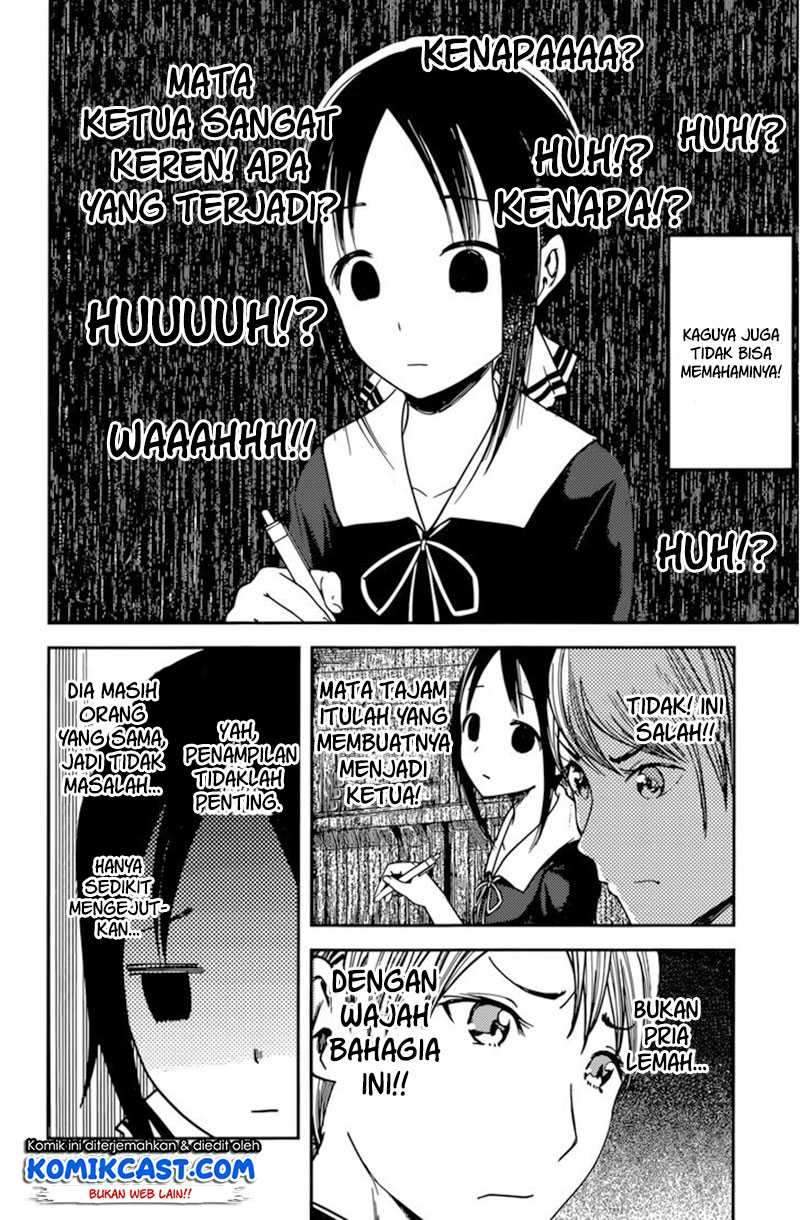 KENAPAAAA?
HUH!?
HUH!?
KENAPA!?
MATA
KETUA SANGAT
KEREN! APA
YANG TERJADI?
KAGUYA JUGA
TIDAK BISA
MEMAHAMINYA!
HUUUUH!?
WAAAHHH!!
HUH!?
TIDAK! INI
SALAH!!
MATA TAJAM
ITULAH YANG
MEMBUATNYA
MENJADI
KETUA!
YAH,
PENAMPILAN
TIDAKLAH
PENTING.
DIA MASIH
ORANG
YANG SAMA,
JADI TIDAK
MASALAH...
HANYA
SEDIKIT
MENGEJUT-
KAN...
BUKAN
PRIA
LEMAH...
DENGAN
WAJAH
BAHAGIA
INI!!
Komik ini diterjemahkan & diedit oleh
KOMIKCAST.COM
BUKAN WEB LAIN!!